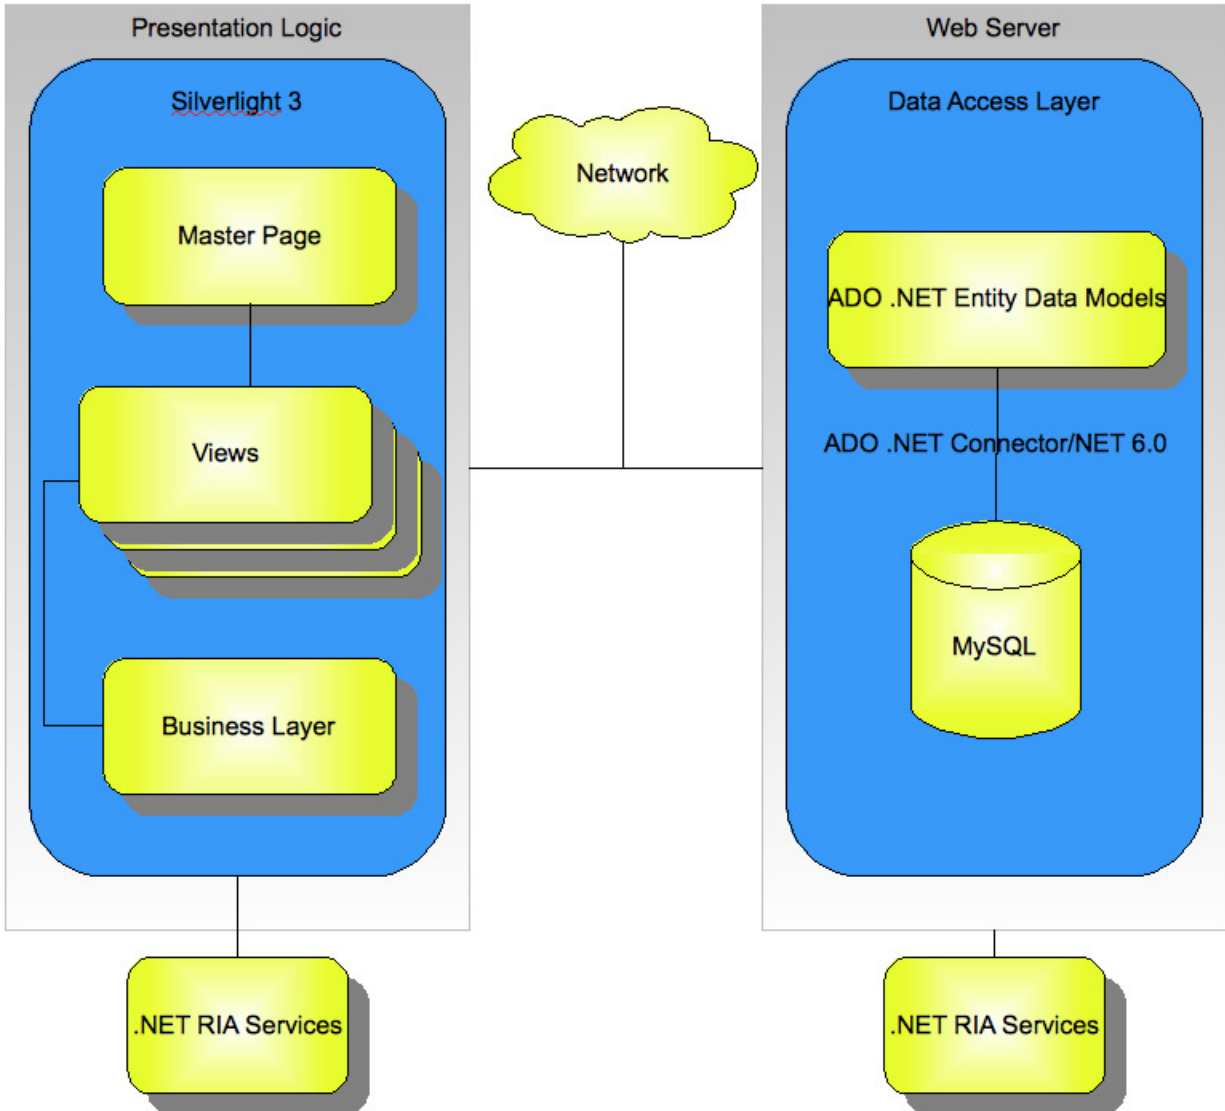 Presentation Logic
Silverlight 3
Master Page
Views
Business Layer
.NET RIA Services
Network
Web Server
Data Access Layer
ADO .NET Entity Data Models
ADO .NET Connector/NET 6.0
MySQL
.NET RIA Services